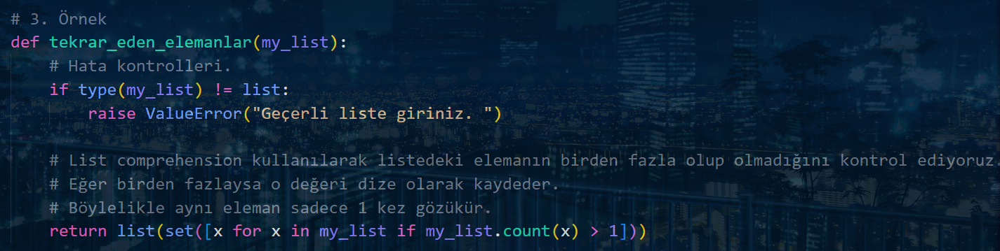 # 3. Örnek
def tekrar_eden_elemanlar(my_list):
    # Hata kontrolleri.
    if type(my_list) != list:
        raise ValueError("Geçerli liste giriniz. ")
    # List comprehension kullanılarak listedeki elemanın birden fazla olup olmadığını kontrol ediyoruz.
    # Eğer birden fazlaysa o değeri dize olarak kaydeder.
    # Böylelikle aynı eleman sadece 1 kez gözükür.
    return list(set([x for x in my_list if my_list.count(x) > 1]))